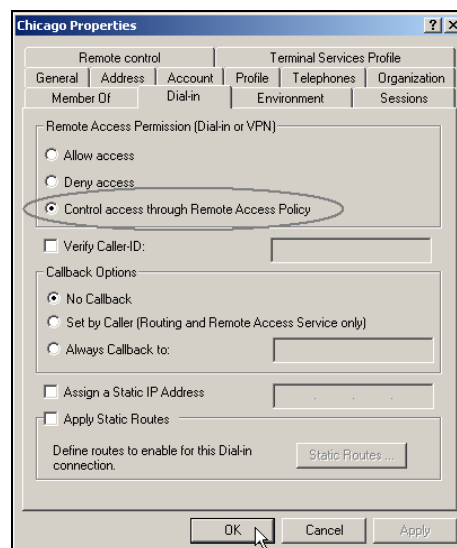 Chicago Properties
Remote control Terminal Services Profile
General Address Account Profile Telephones Organization
Member Of Dial-in Environment Sessions
Remote Access Permission (Dial-in or VPN)
Allow access
Deny access
Control access through Remote Access Policy
Verify Caller-ID:
Callback Options
No Callback
Set by Caller (Routing and Remote Access Service only)
Always Callback to:
Assign a Static IP Address
Apply Static Routes
Define routes to enable for this Dial-in
connection.
Static Routes ...
OK Cancel Apply